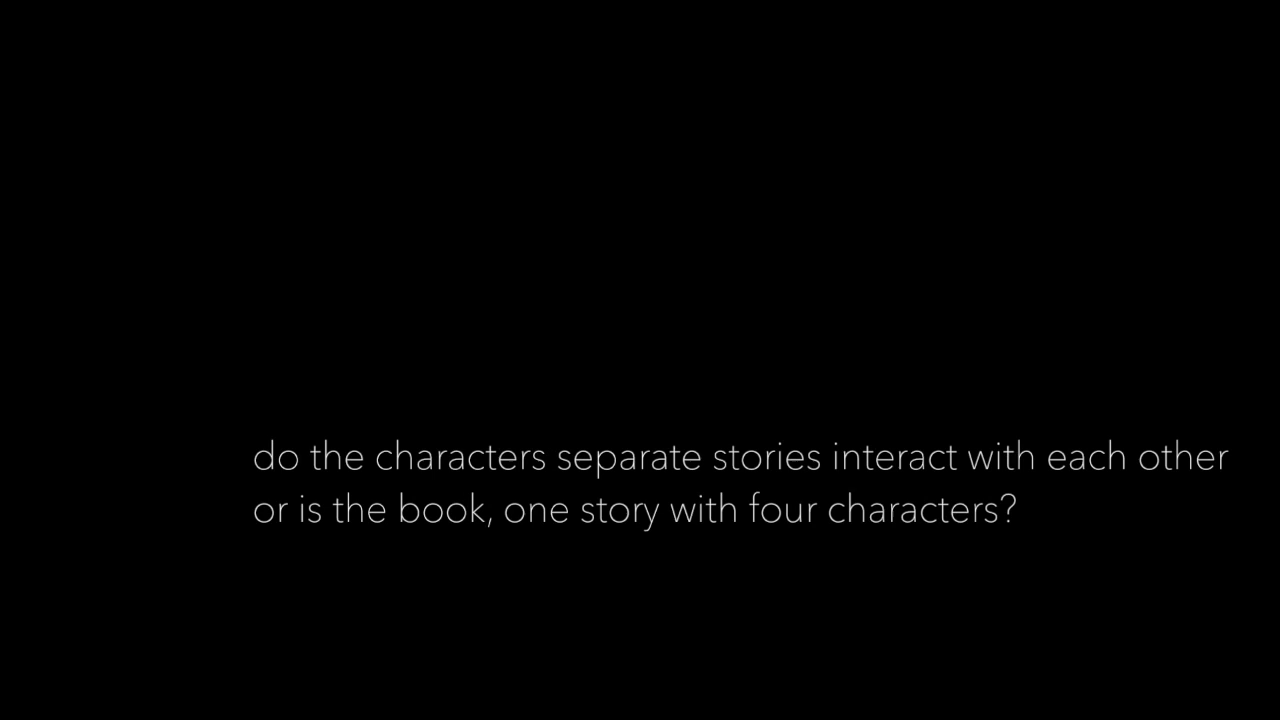 do the characters separate stories interact with each other
or is the book, one story with four characters?